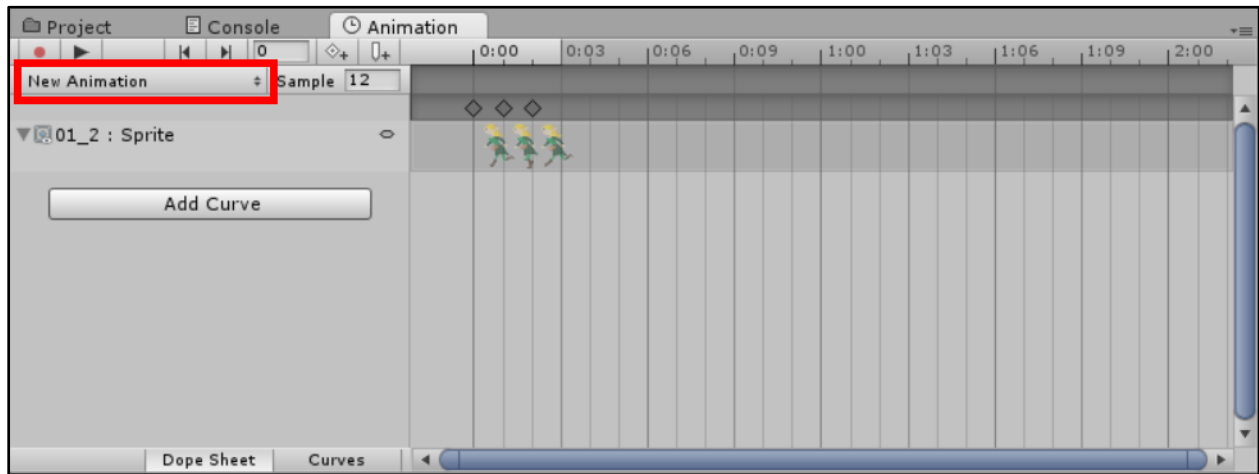 Project Console Animation
0 0:00 0:03 0:06 0:09 1:00 1:03 1:06 1:09 2:00
New Animation Sample 12
01_2 : Sprite
Add Curve
Dope Sheet Curves